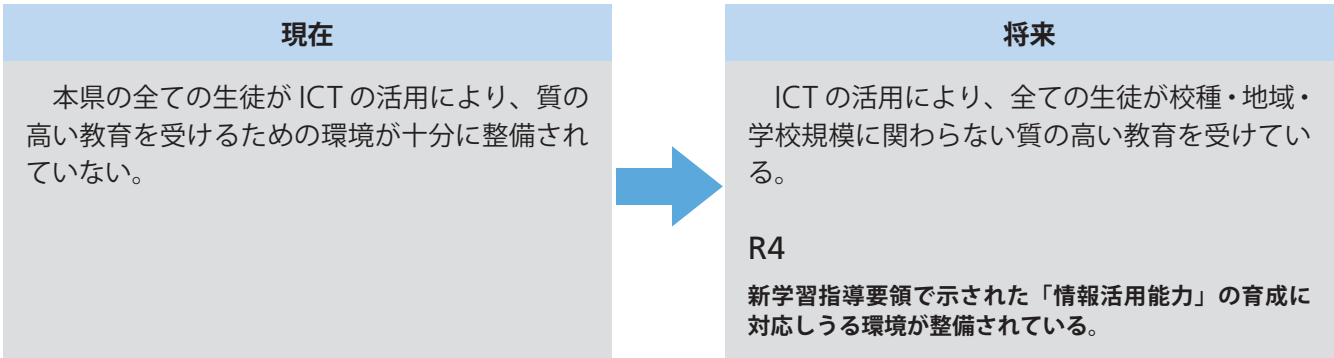 現在
本県の全ての生徒が ICT の活用により、質の
高い教育を受けるための環境が十分に整備され
ていない。
将来
ICT の活用により、全ての生徒が校種・地域・
学校規模に関わらない質の高い教育を受けてい
る。
R4
新学習指導要領で示された「情報活用能力」の育成に
対応しうる環境が整備されている。